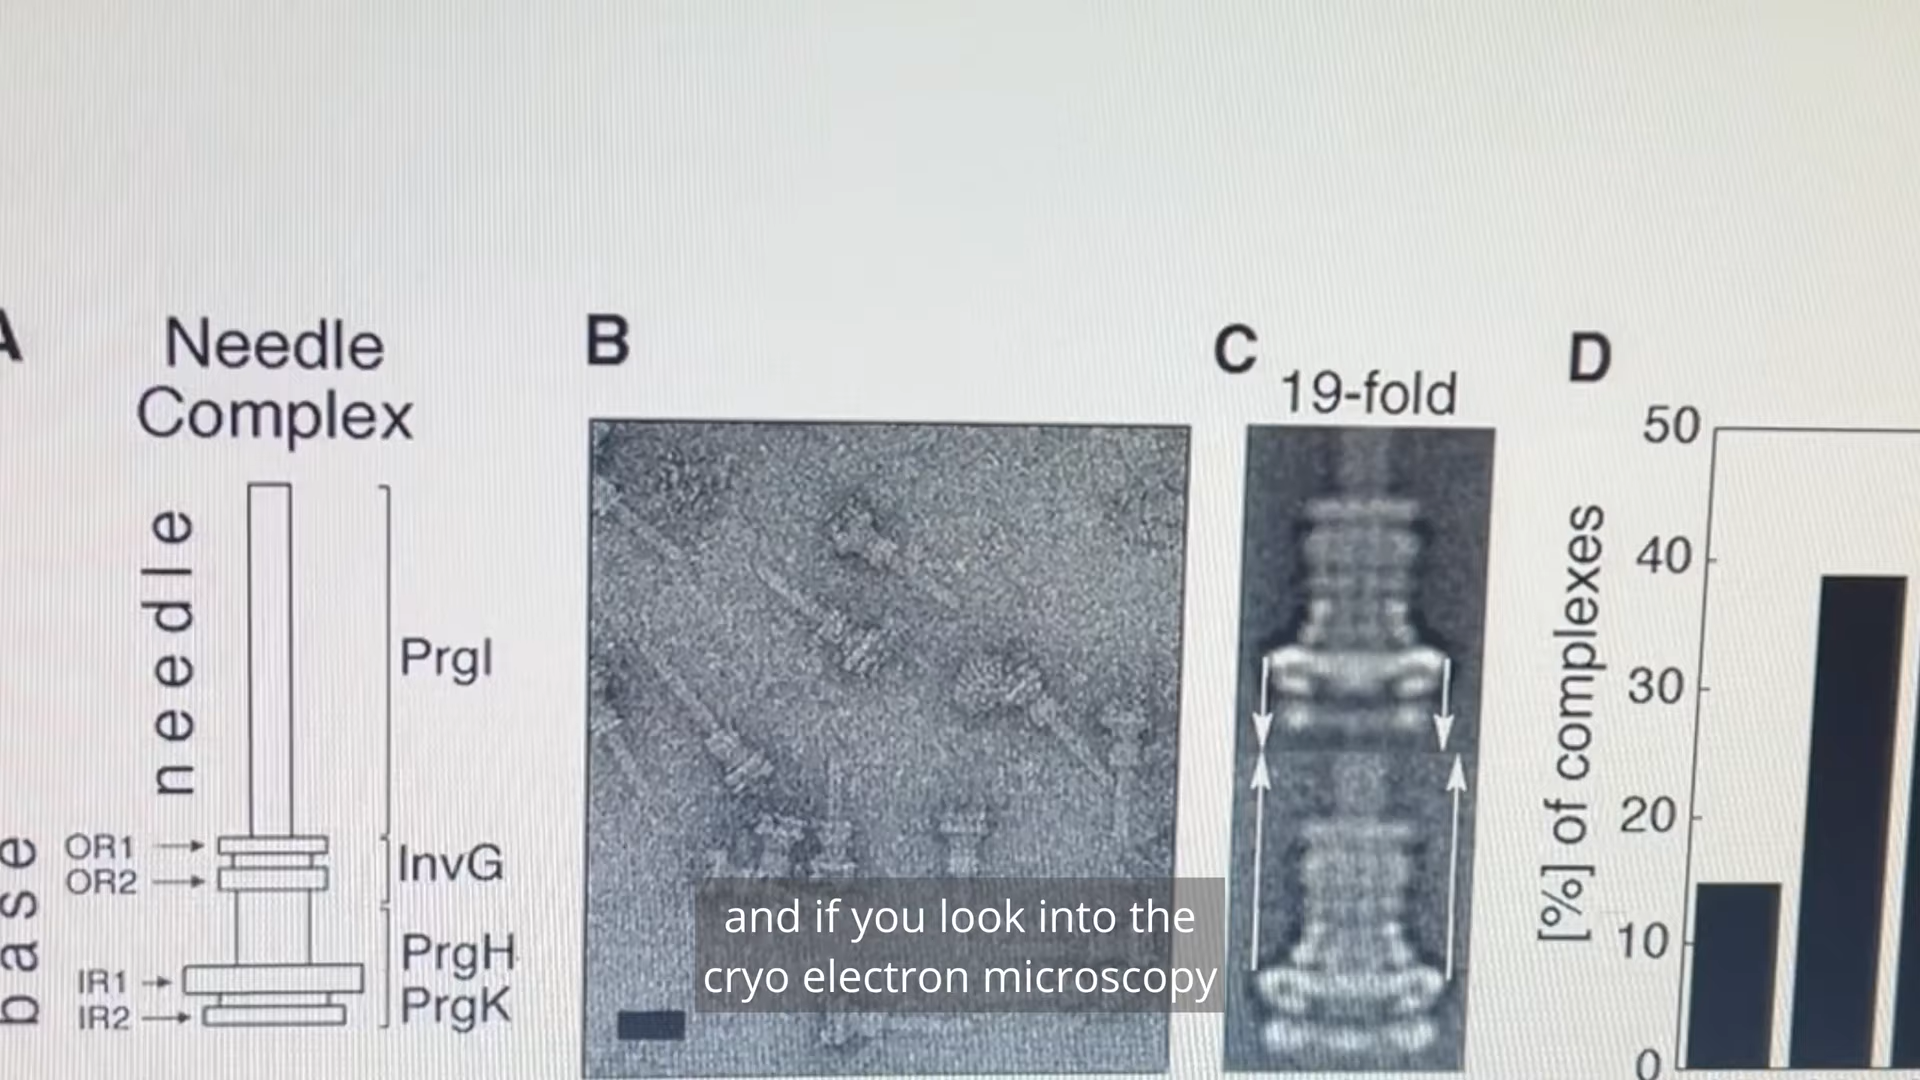 A
Needle
Complex
needle
PrgI
OR1
OR2
InvG
base
PrgH
PrgK
IR1
IR2
B
C
19-fold
D
[%] of complexes
50
40
30
20
10
0
and if you look into the
cryo electron microscopy